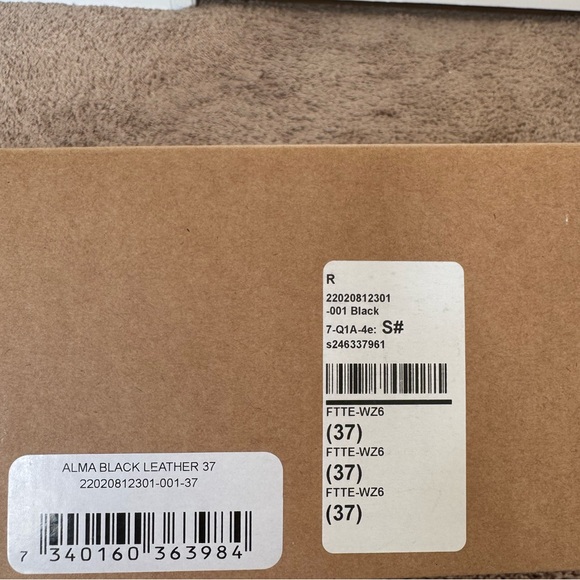 R
22020812301
-001 Black
7-Q1A-4e: S#
s246337961
FTTE-WZ6
(37)
FTTE-WZ6
(37)
FTTE-WZ6
(37)
ALMA BLACK LEATHER 37
22020812301-001-37
7 340160 363984